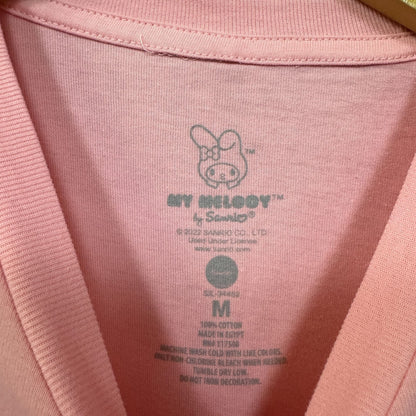 TM
MY MELODY™
by Sanrio®
© 2022 SANRIO CO., LTD.
Used Under License.
www.sanrio.com
M
100% COTTON
MADE IN EGYPT
RN# 117500
MACHINE WASH COLD WITH LIKE COLORS.
ONLY NON-CHLORINE BLEACH WHEN NEEDED.
TUMBLE DRY LOW.
DO NOT IRON DECORATION.